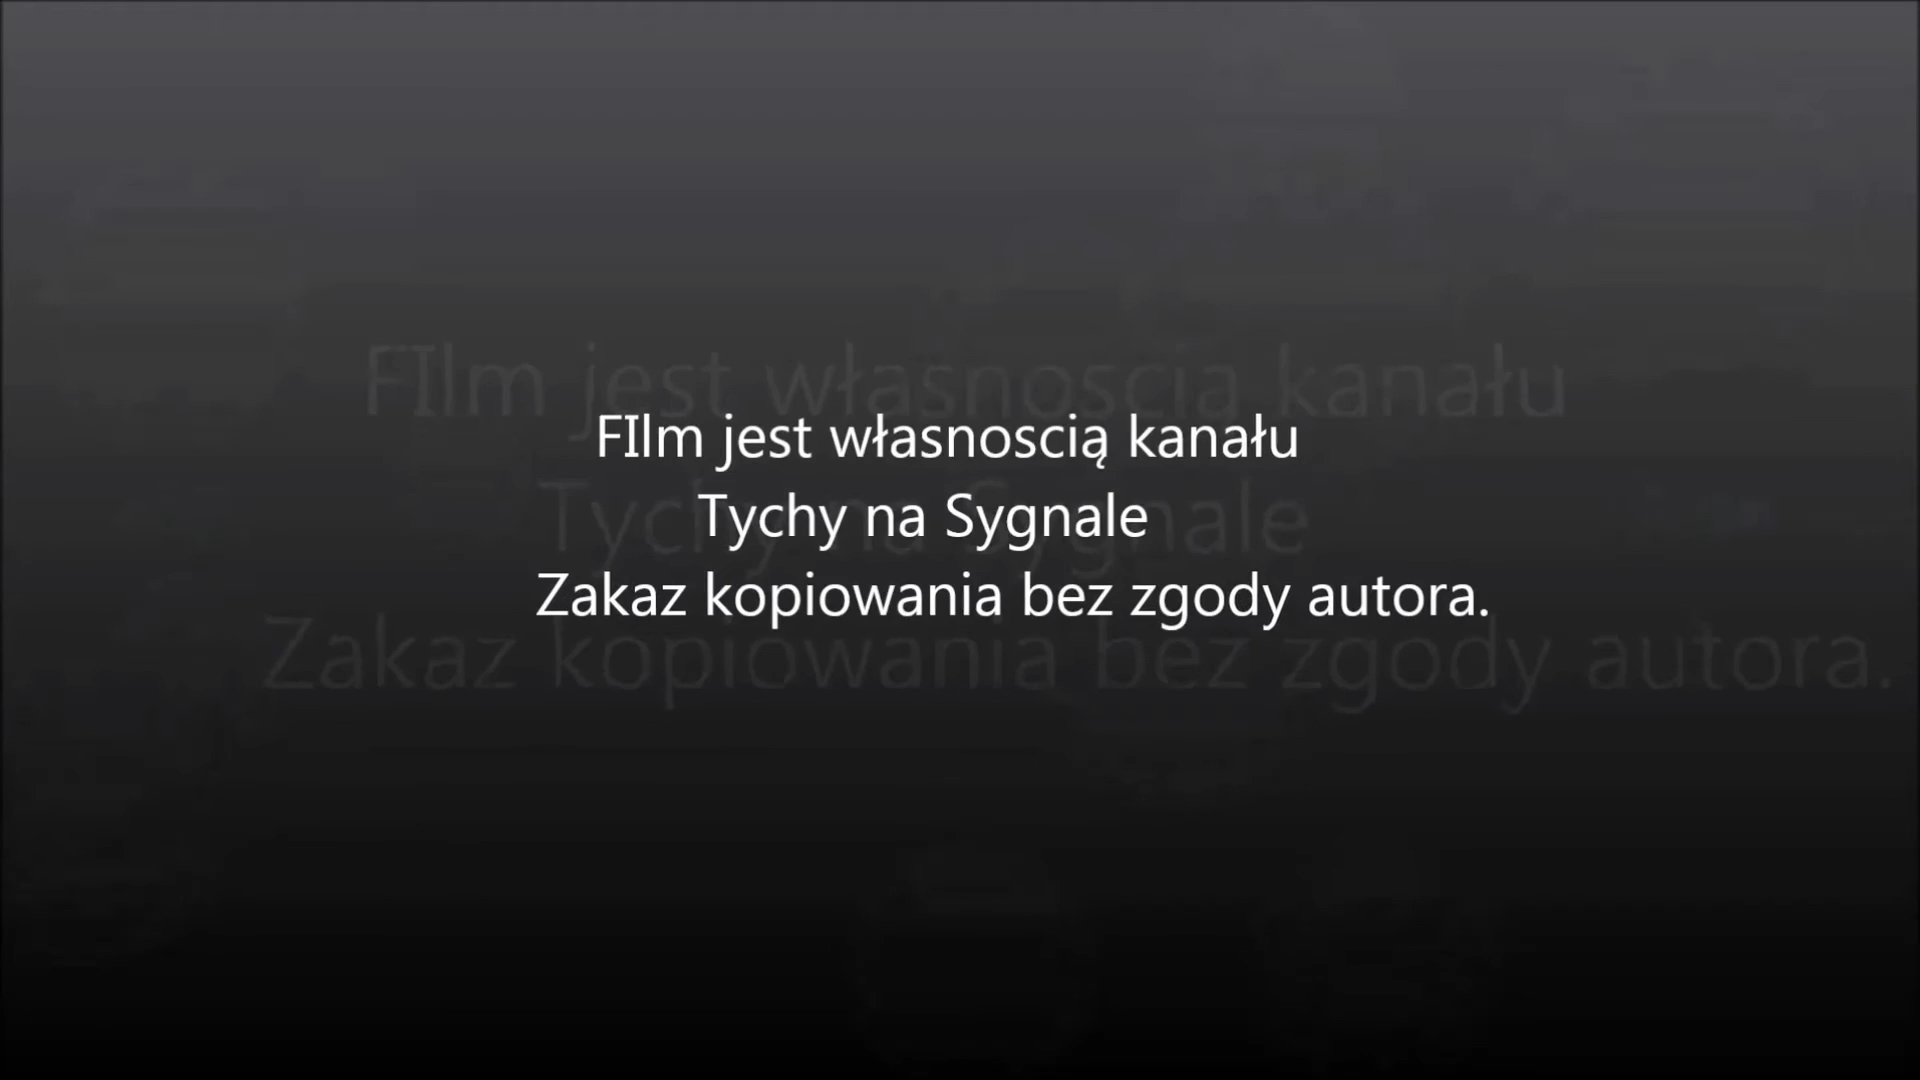 FIlm jest własnoscią kanału
Tychy na Sygnale
Zakaz kopiowania bez zgody autora.